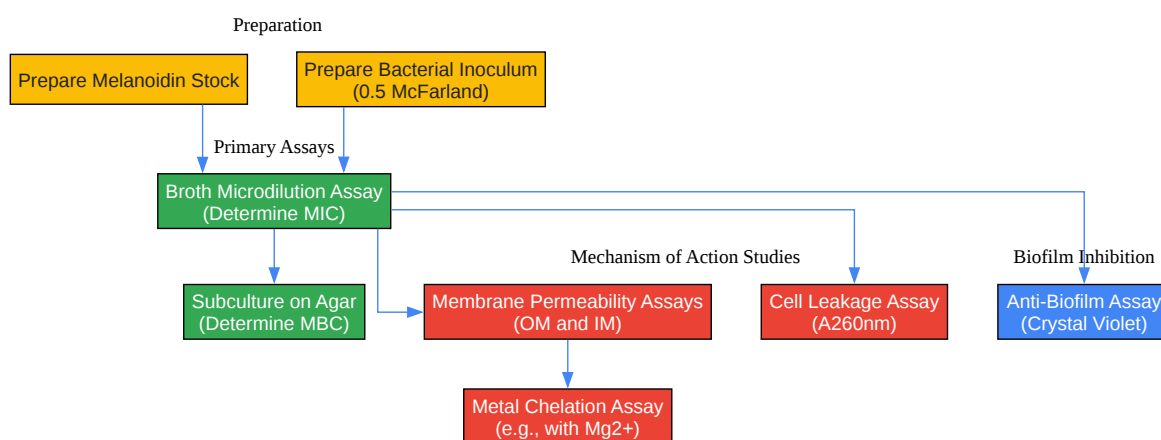 Preparation
Prepare Melanoidin Stock
Prepare Bacterial Inoculum
(0.5 McFarland)
Primary Assays
Broth Microdilution Assay
(Determine MIC)
Mechanism of Action Studies
Biofilm Inhibition
Subculture on Agar
(Determine MBC)
Membrane Permeability Assays
(OM and IM)
Cell Leakage Assay
(A260nm)
Anti-Biofilm Assay
(Crystal Violet)
Metal Chelation Assay
(e.g., with Mg2+)